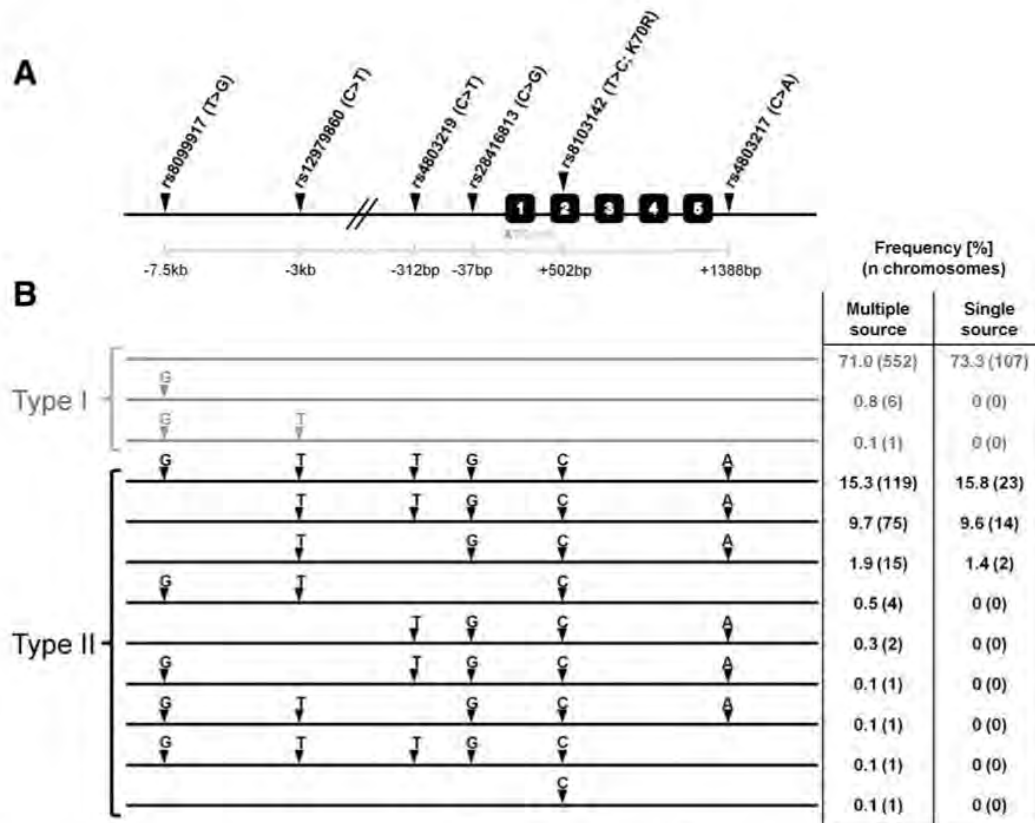 A
rs8099917 (T>G)
rs12979860 (C>T)
rs4803219 (C>T)
rs28416813 (C>G)
rs8103142 (T>C; K70R)
rs4803217 (C>A)
1 2 3 4 5
-7.5kb -3kb -312bp -37bp +502bp +1388bp
Frequency [%]
(n chromosomes)
B
Multiple source
Single source
Type I
71.0 (552) 73.3 (107)
G
0.8 (6) 0 (0)
G T
0.1 (1) 0 (0)
Type II
G T T G C A
15.3 (119) 15.8 (23)
T T G C A
9.7 (75) 9.6 (14)
T G C A
1.9 (15) 1.4 (2)
G T C
0.5 (4) 0 (0)
T G C A
0.3 (2) 0 (0)
G T G C A
0.1 (1) 0 (0)
G T G C A
0.1 (1) 0 (0)
G T T G C
0.1 (1) 0 (0)
C
0.1 (1) 0 (0)